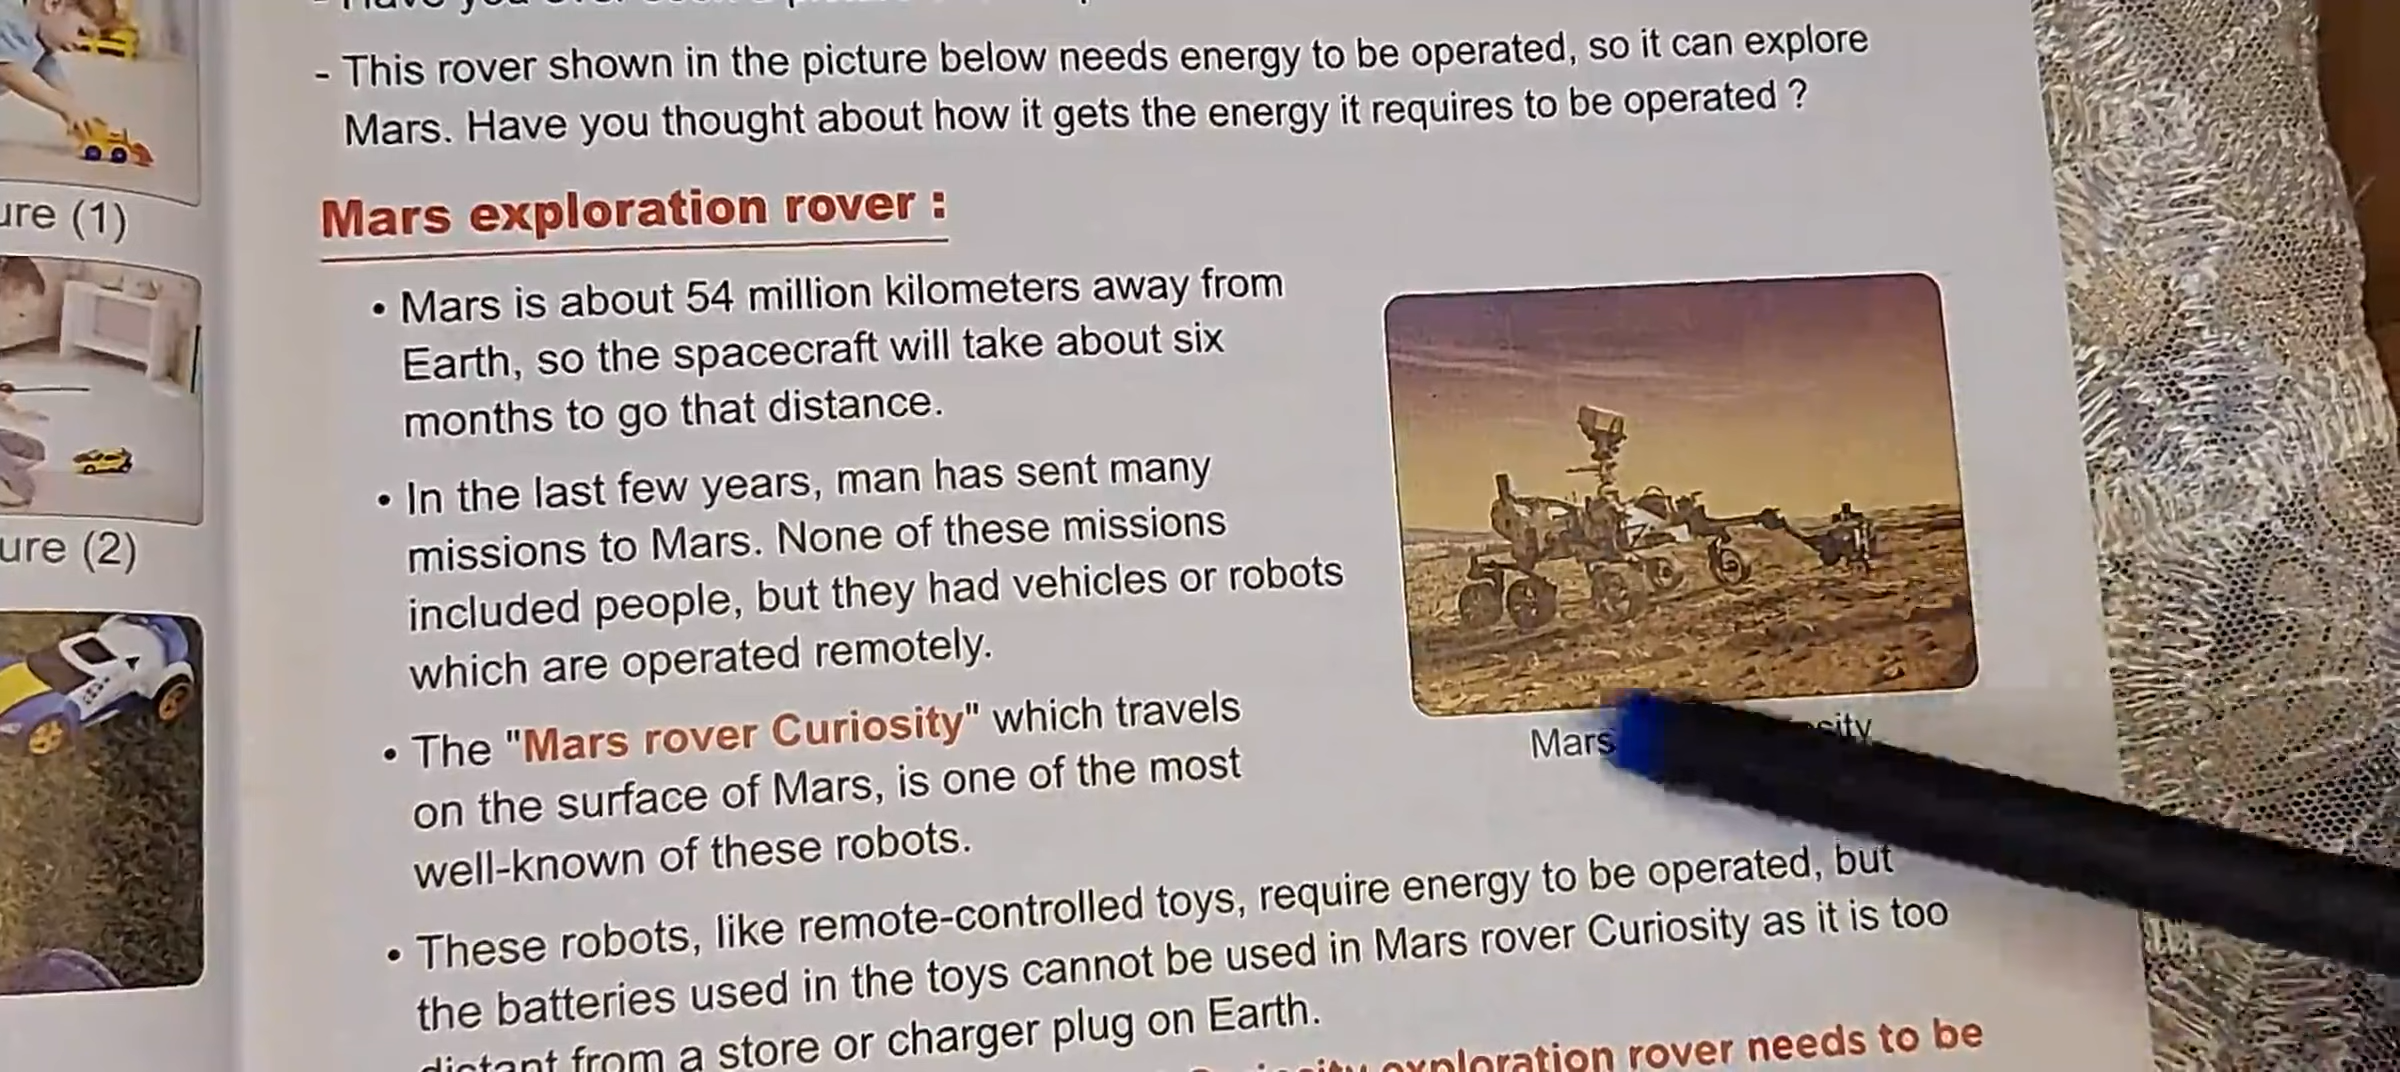 - This rover shown in the picture below needs energy to be operated, so it can explore
Mars. Have you thought about how it gets the energy it requires to be operated ?
Mars exploration rover :
• Mars is about 54 million kilometers away from
Earth, so the spacecraft will take about six
months to go that distance.
• In the last few years, man has sent many
missions to Mars. None of these missions
included people, but they had vehicles or robots
which are operated remotely.
• The "Mars rover Curiosity" which travels
on the surface of Mars, is one of the most
well-known of these robots.
Mars
• These robots, like remote-controlled toys, require energy to be operated, but
the batteries used in the toys cannot be used in Mars rover Curiosity as it is too
distant from a store or charger plug on Earth.
exploration rover needs to be
ure (1)
ure (2)